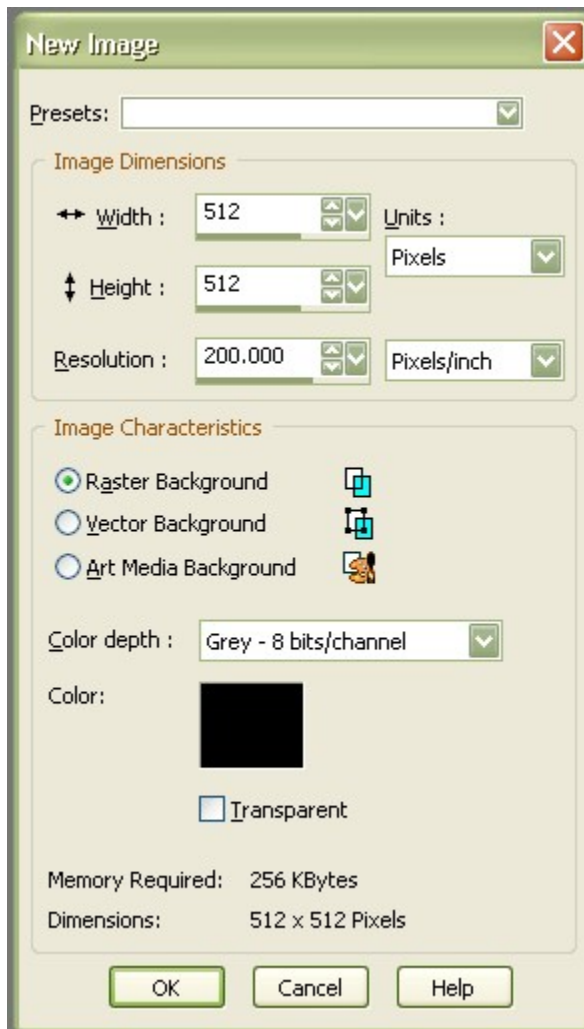 New Image
Presets:
Image Dimensions
Width : 512 Units :
Pixels
Height : 512
Resolution : 200.000 Pixels/inch
Image Characteristics
Raster Background
Vector Background
Art Media Background
Color depth : Grey - 8 bits/channel
Color:
Transparent
Memory Required: 256 KBytes
Dimensions: 512 x 512 Pixels
OK Cancel Help